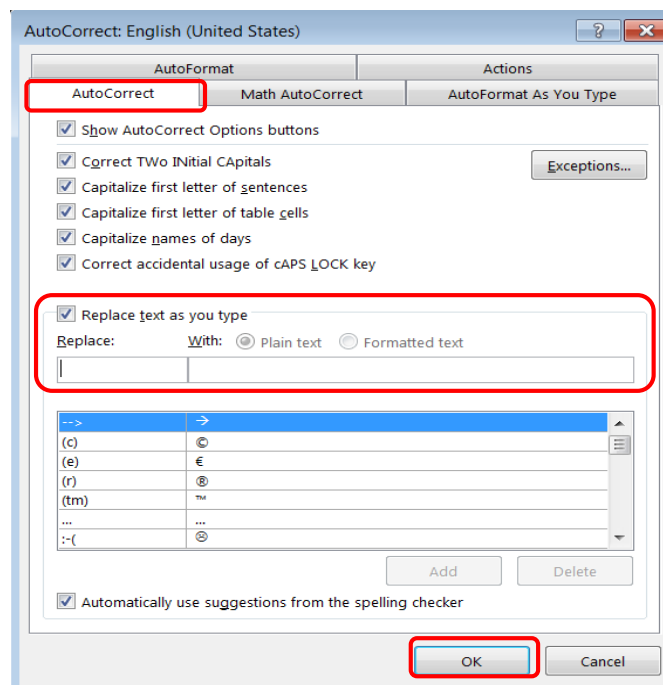 AutoCorrect: English (United States)
AutoFormat Actions
AutoCorrect Math AutoCorrect AutoFormat As You Type
Show AutoCorrect Options buttons
Correct TWo INitial CApitals
Exceptions...
Capitalize first letter of sentences
Capitalize first letter of table cells
Capitalize names of days
Correct accidental usage of cAPS LOCK key
Replace text as you type
Replace: With: Plain text Formatted text
--> →
(c) ©
(e) €
(r) ®
(tm) ™
... ...
:-( ☹
Add Delete
Automatically use suggestions from the spelling checker
OK Cancel